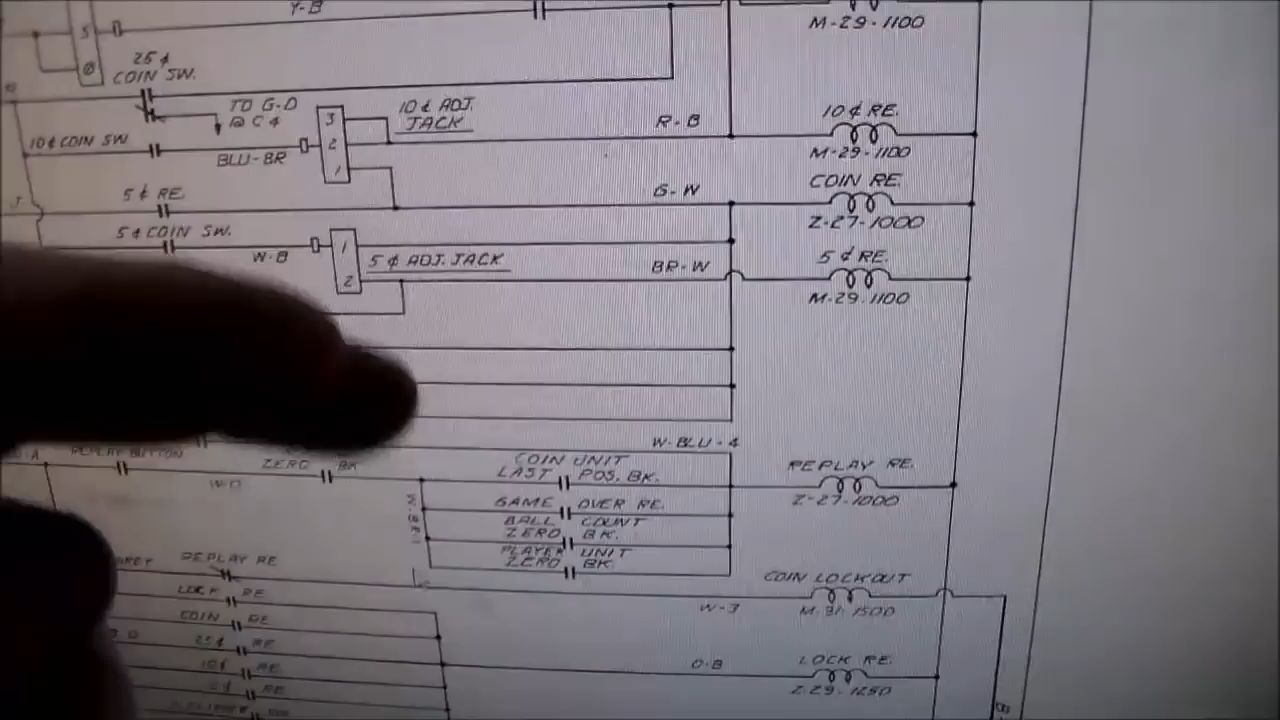 Y-B
M-29-1100
5
0
25¢
COIN SW.
TO G-D
@ C4
10¢ ADJ.
JACK
R-B
10¢ RE.
M-29-1100
10¢ COIN SW
BLU-BR
3
2
1
5¢ RE.
G-W
COIN RE.
Z-27-1000
5¢ COIN SW.
W-B
1
2
5¢ ADJ. JACK
BR-W
5¢ RE.
M-29-1100
W-BLU-4
REPLAY BUTTON
ZERO BK
COIN UNIT
LAST POS. BK.
REPLAY RE.
Z-27-1000
GAME OVER RE.
BALL COUNT
ZERO BK.
PLAYER UNIT
ZERO BK.
REPLAY RE
COIN LOCKOUT
M-31-1500
W-3
LOCK RE
COIN RE
25¢ RE
10¢ RE
RE
O-B
LOCK RE.
Z-29-1250